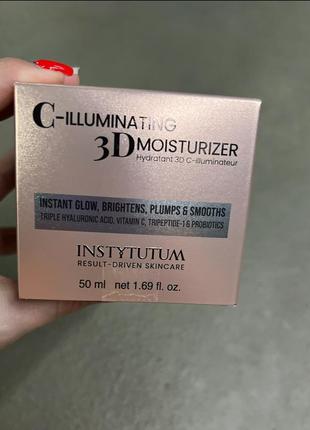 C-ILLUMINATING
3D MOISTURIZER
Hydratant 3D C-illuminateur
INSTANT GLOW, BRIGHTENS, PLUMPS & SMOOTHS
TRIPLE HYALURONIC ACID, VITAMIN C, TRIPEPTIDE-1 & PROBIOTICS
INSTYTUTUM
RESULT-DRIVEN SKINCARE
50 ml net 1.69 fl. oz.